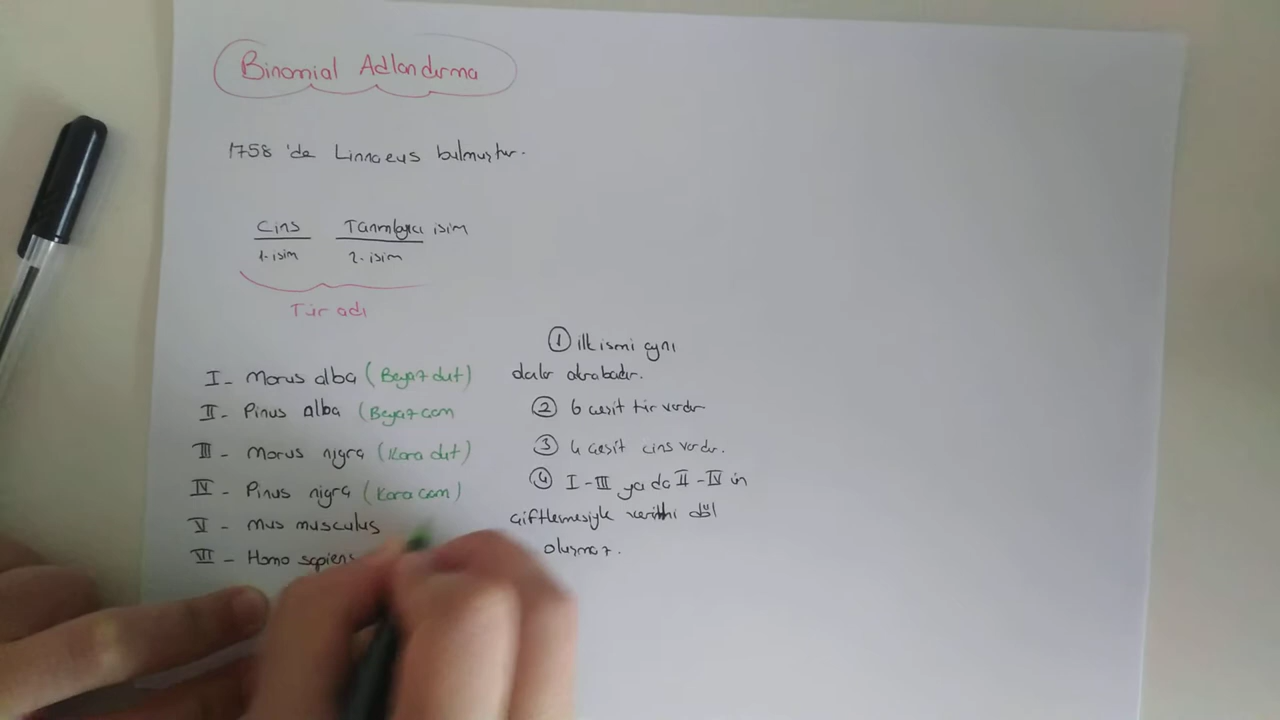 Binomial Adlandırma
1758 'de Linnaeus bulmuştur.
Cins Tanımlayıcı isim
1. isim 2. isim
Tür adı
I - Morus alba (Beyaz dut)
II - Pinus alba (Beyaz çam
III - Morus nigra (Kara dut)
IV - Pinus nigra (Kara çam)
V - Mus musculus
VI - Homo sapiens
① ilk ismi aynı
olanlar akrabadır.
② 6 çeşit tür vardır
③ 4 çeşit cins vardır.
④ I-III ya da II-IV ün
çiftleşmesiyle verimli döl
oluşmaz.